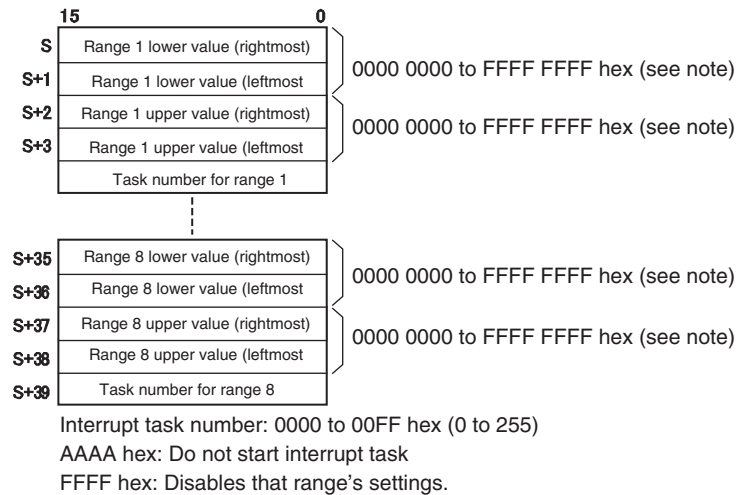 15 0
S Range 1 lower value (rightmost)
0000 0000 to FFFF FFFF hex (see note)
S+1 Range 1 lower value (leftmost
S+2 Range 1 upper value (rightmost)
0000 0000 to FFFF FFFF hex (see note)
S+3 Range 1 upper value (leftmost
Task number for range 1
S+35 Range 8 lower value (rightmost)
0000 0000 to FFFF FFFF hex (see note)
S+36 Range 8 lower value (leftmost
S+37 Range 8 upper value (rightmost)
0000 0000 to FFFF FFFF hex (see note)
S+38 Range 8 upper value (leftmost
S+39 Task number for range 8
Interrupt task number: 0000 to 00FF hex (0 to 255)
AAAA hex: Do not start interrupt task
FFFF hex: Disables that range's settings.